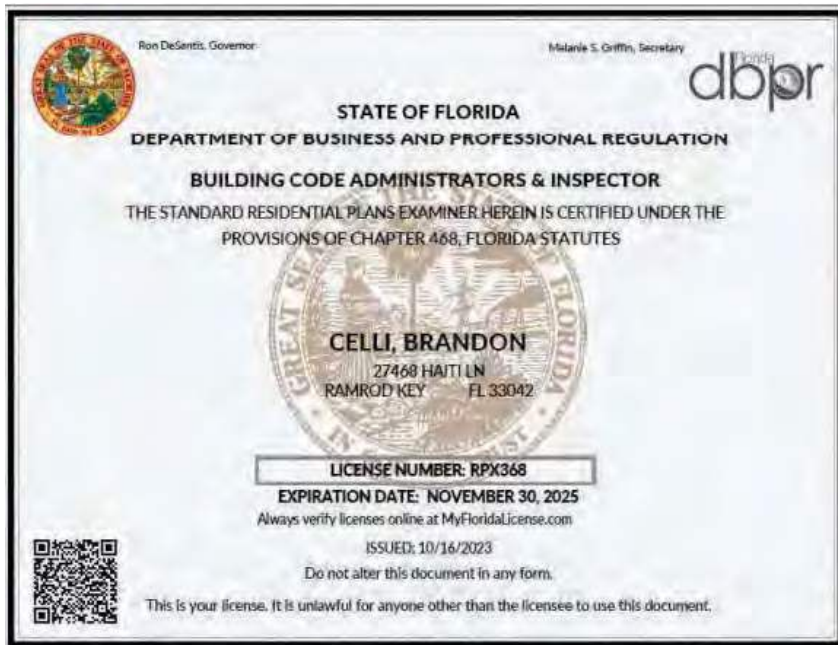 Ron DeSantis, Governor
Melanie S. Griffin, Secretary
Florida
dbpr
STATE OF FLORIDA
DEPARTMENT OF BUSINESS AND PROFESSIONAL REGULATION
BUILDING CODE ADMINISTRATORS & INSPECTOR
THE STANDARD RESIDENTIAL PLANS EXAMINER HEREIN IS CERTIFIED UNDER THE
PROVISIONS OF CHAPTER 468, FLORIDA STATUTES
CELLI, BRANDON
27468 HAITI LN
RAMROD KEY FL 33042
LICENSE NUMBER: RPX368
EXPIRATION DATE: NOVEMBER 30, 2025
Always verify licenses online at MyFloridaLicense.com
ISSUED: 10/16/2023
Do not alter this document in any form.
This is your license. It is unlawful for anyone other than the licensee to use this document.